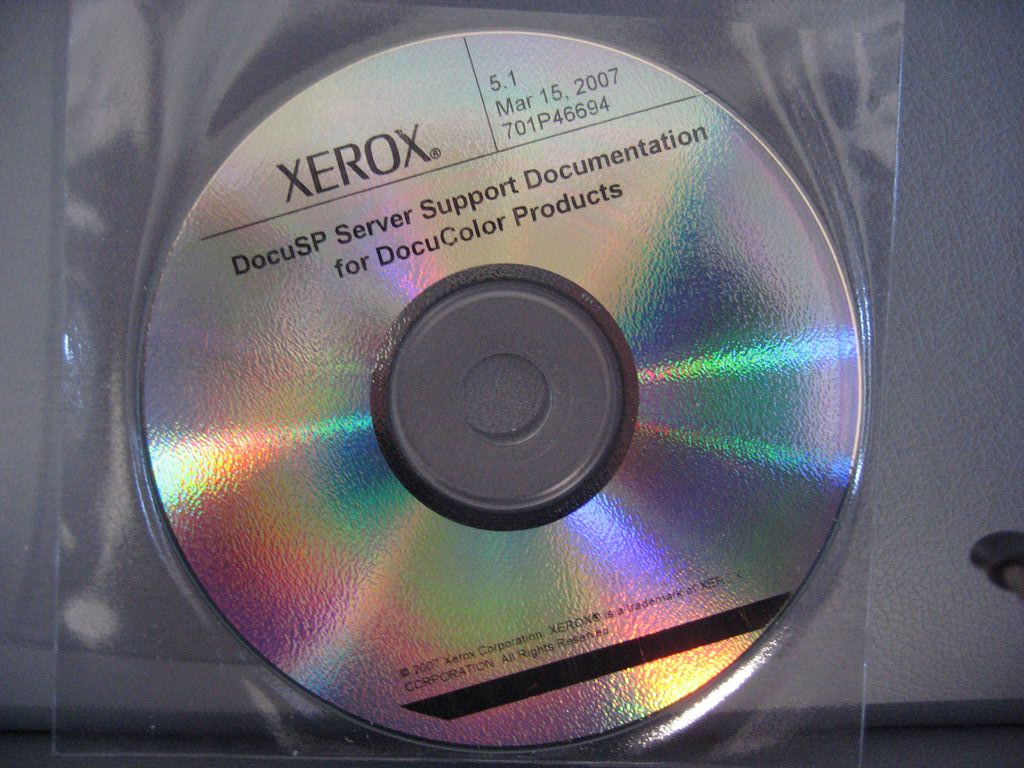 XEROX®
5.1
Mar 15, 2007
701P46694
DocuSP Server Support Documentation
for DocuColor Products
© 2007 Xerox Corporation. XEROX® is a trademark of XEROX
CORPORATION. All Rights Reserved.